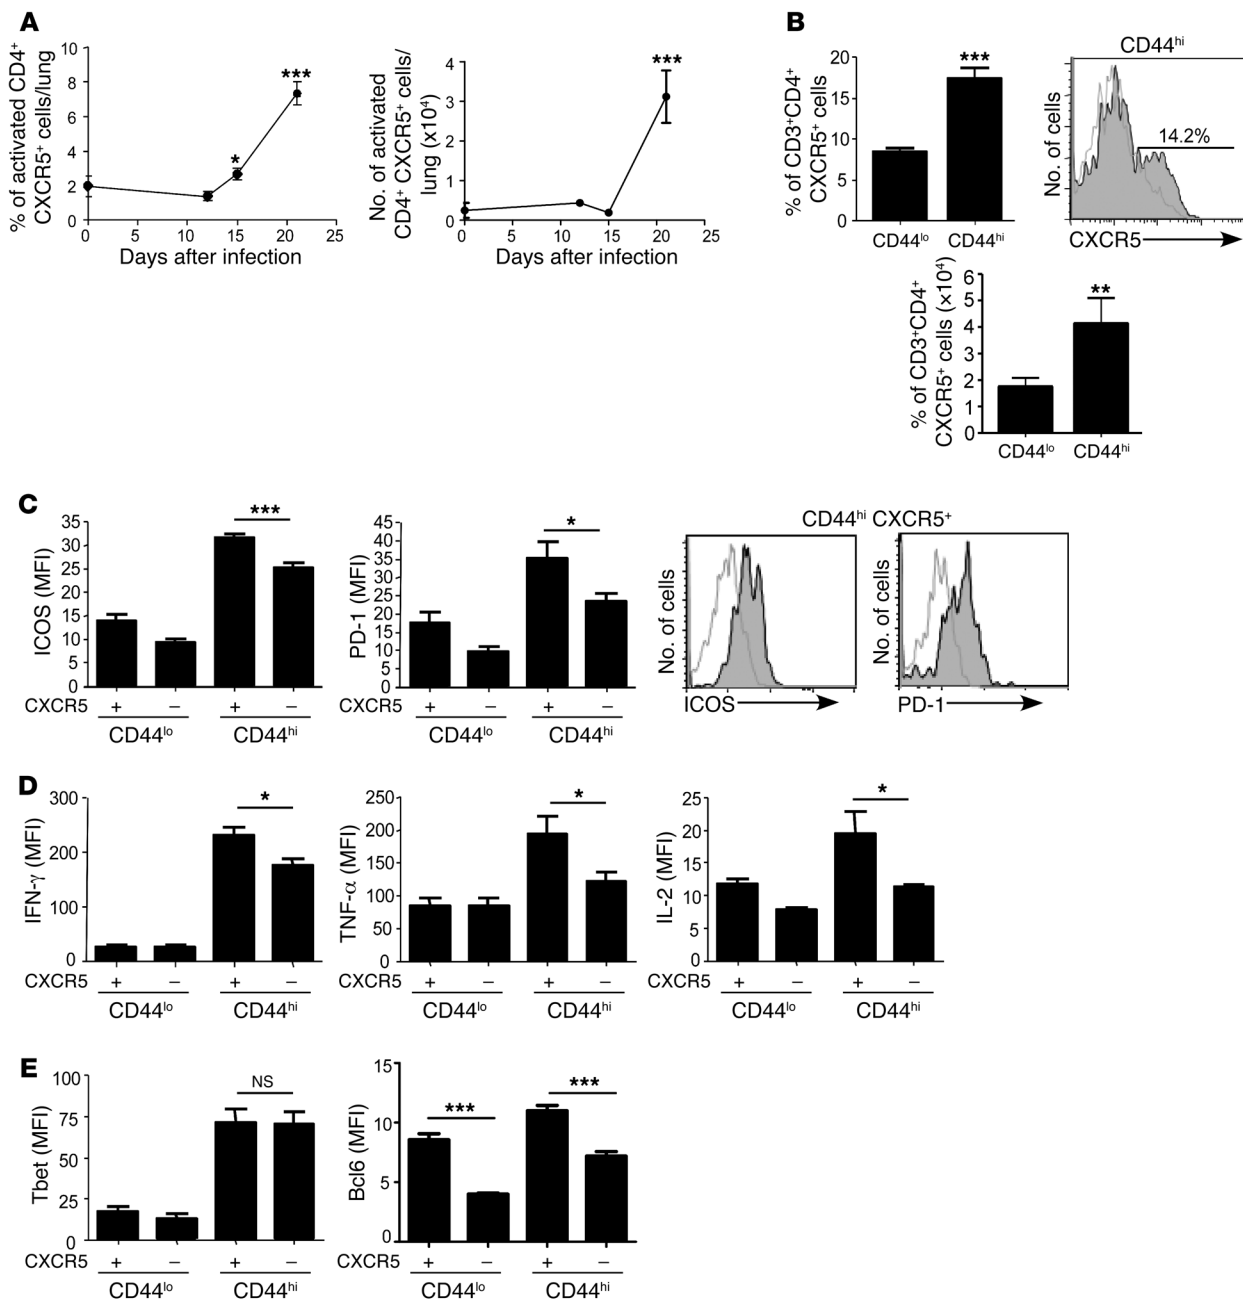 A
% of activated CD4+
CXCR5+ cells/lung
10
8
6
4
2
0
*
***
0 5 10 15 20 25
Days after infection
No. of activated
CD4+ CXCR5+ cells/
lung (x10⁴)
4
3
2
1
0
***
0 5 10 15 20 25
Days after infection
B
% of CD3+CD4+
CXCR5+ cells
20
15
10
5
0
***
CD44lo CD44hi
CD44hi
No. of cells
14.2%
CXCR5
% of CD3+CD4+
CXCR5+ cells (×10⁴)
6
5
4
3
2
1
0
**
CD44lo CD44hi
C
ICOS (MFI)
35
30
25
20
15
10
5
0
***
CXCR5 + − + −
CD44lo CD44hi
PD-1 (MFI)
45
40
35
30
25
20
15
10
5
0
*
CXCR5 + − + −
CD44lo CD44hi
CD44hi CXCR5+
No. of cells
ICOS
No. of cells
PD-1
D
IFN-γ (MFI)
300
200
100
0
*
CXCR5 + − + −
CD44lo CD44hi
TNF-α (MFI)
250
200
150
100
50
0
*
CXCR5 + − + −
CD44lo CD44hi
IL-2 (MFI)
25
20
15
10
5
0
*
CXCR5 + − + −
CD44lo CD44hi
E
Tbet (MFI)
100
75
50
25
0
NS
CXCR5 + − + −
CD44lo CD44hi
Bcl6 (MFI)
15
10
5
0
***
***
CXCR5 + − + −
CD44lo CD44hi